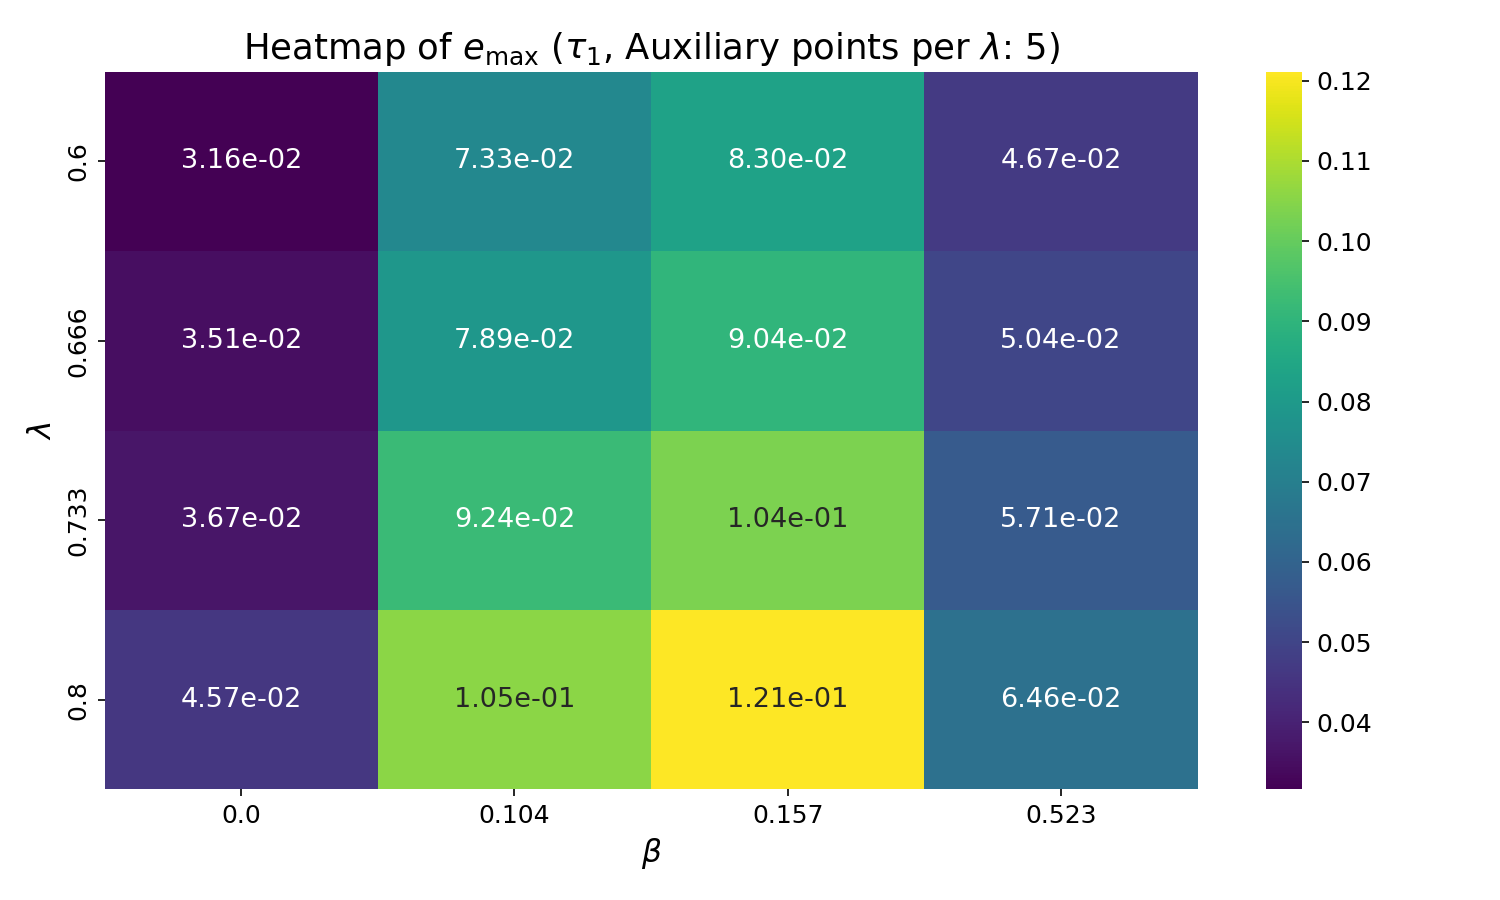 Heatmap of e_max (τ₁, Auxiliary points per λ: 5)
0.6 3.16e-02 7.33e-02 8.30e-02 4.67e-02
0.666 3.51e-02 7.89e-02 9.04e-02 5.04e-02
0.733 3.67e-02 9.24e-02 1.04e-01 5.71e-02
0.8 4.57e-02 1.05e-01 1.21e-01 6.46e-02
λ
0.0 0.104 0.157 0.523
β
0.12
0.11
0.10
0.09
0.08
0.07
0.06
0.05
0.04